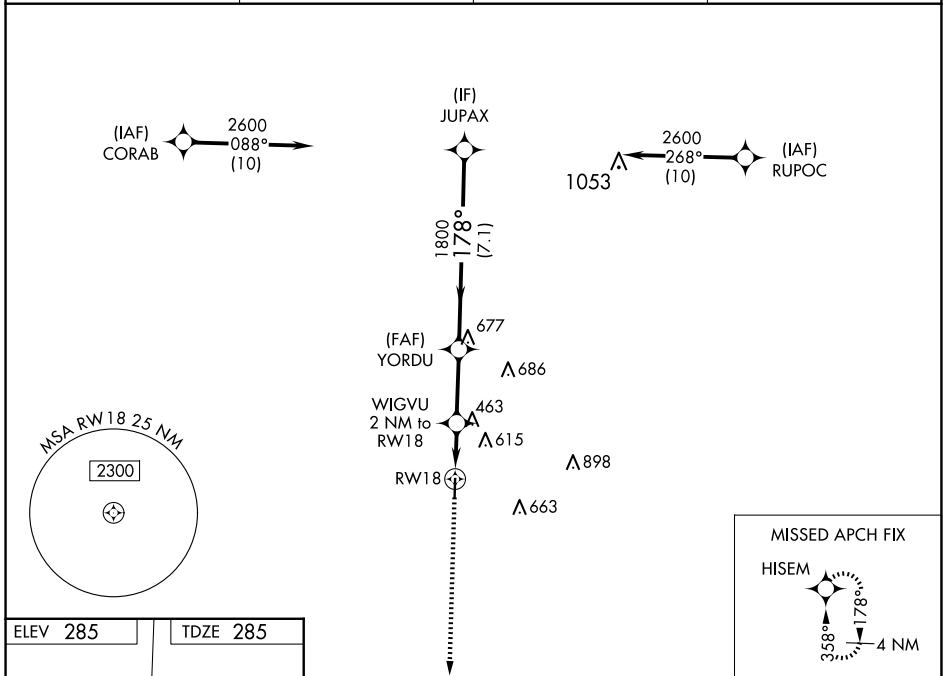 (IF)
JUPAX
(IAF)
CORAB
2600
088°
(10)
2600
268°
(10)
(IAF)
RUPOC
1053
1800
178°
(7.1)
(FAF)
YORDU
677
686
WIGVU
2 NM to
RW18
463
615
RW18
898
663
MSA RW18 25 NM
2300
MISSED APCH FIX
HISEM
358°
178°
4 NM
ELEV 285
TDZE 285